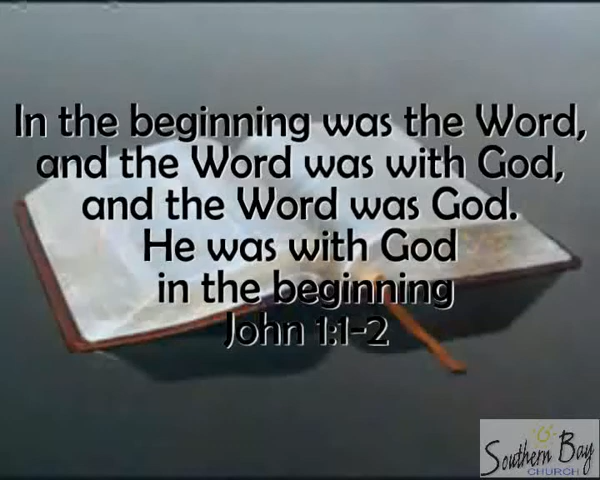 In the beginning was the Word,
and the Word was with God,
and the Word was God.
He was with God
in the beginning
John 1:1-2
Southern Bay
CHURCH